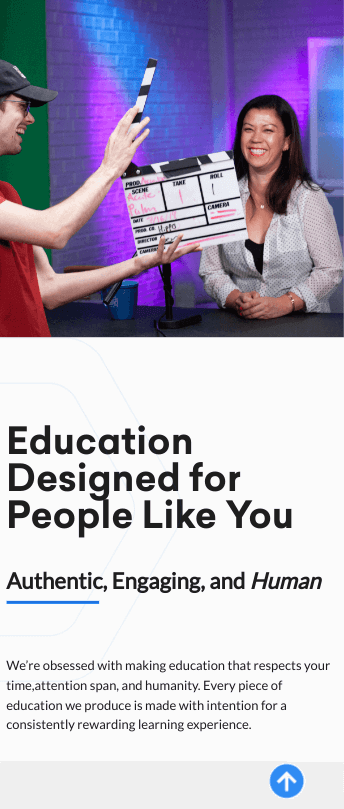 PROD.
SCENE TAKE ROLL
1 1
CAMERA
DATE
PROD. CO.
DIRECTOR
CAMERA
Education
Designed for
People Like You
Authentic, Engaging, and Human
We’re obsessed with making education that respects your
time,attention span, and humanity. Every piece of
education we produce is made with intention for a
consistently rewarding learning experience.